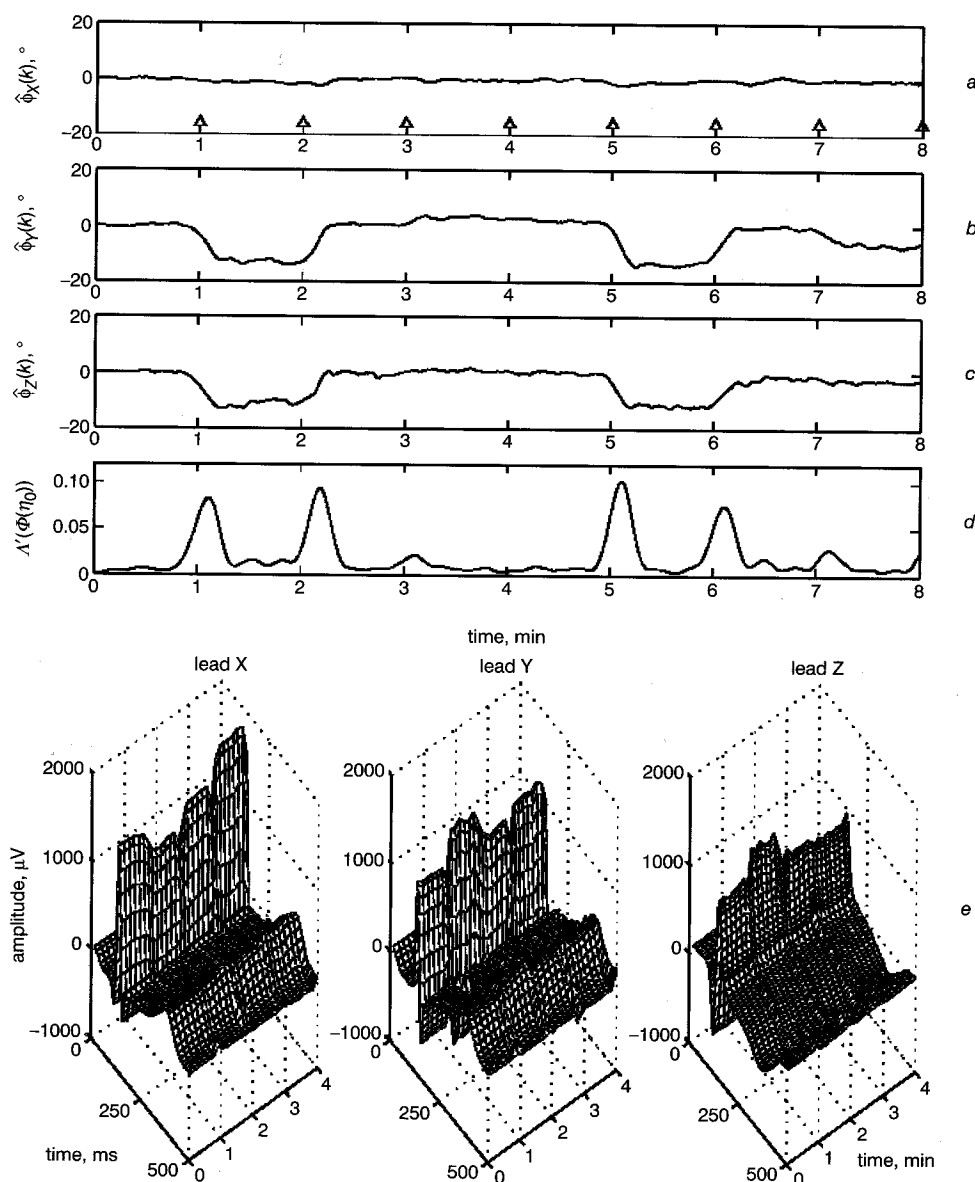 20
0
−20
ϕ̂X(k), °
a
0 1 2 3 4 5 6 7 8
20
0
−20
ϕ̂Y(k), °
b
0 1 2 3 4 5 6 7 8
20
0
−20
ϕ̂Z(k), °
c
0 1 2 3 4 5 6 7 8
0.10
0.05
0
Λ′(Φ(η0))
d
0 1 2 3 4 5 6 7 8
time, min
lead X
lead Y
lead Z
2000
1000
0
−1000
amplitude, μV
0
250
500
time, ms
0 1 2 3 4
2000
1000
0
−1000
0
250
500
0 1 2 3 4
2000
1000
0
−1000
0
250
500
0 1 2 3 4
time, min
e